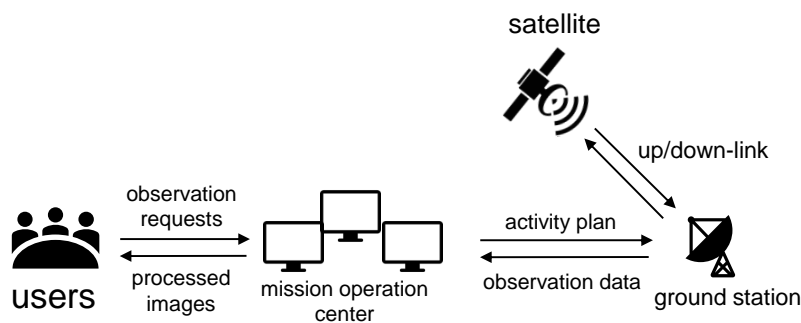 satellite
up/down-link
observation
requests
activity plan
processed
images
observation data
users
mission operation
center
ground station